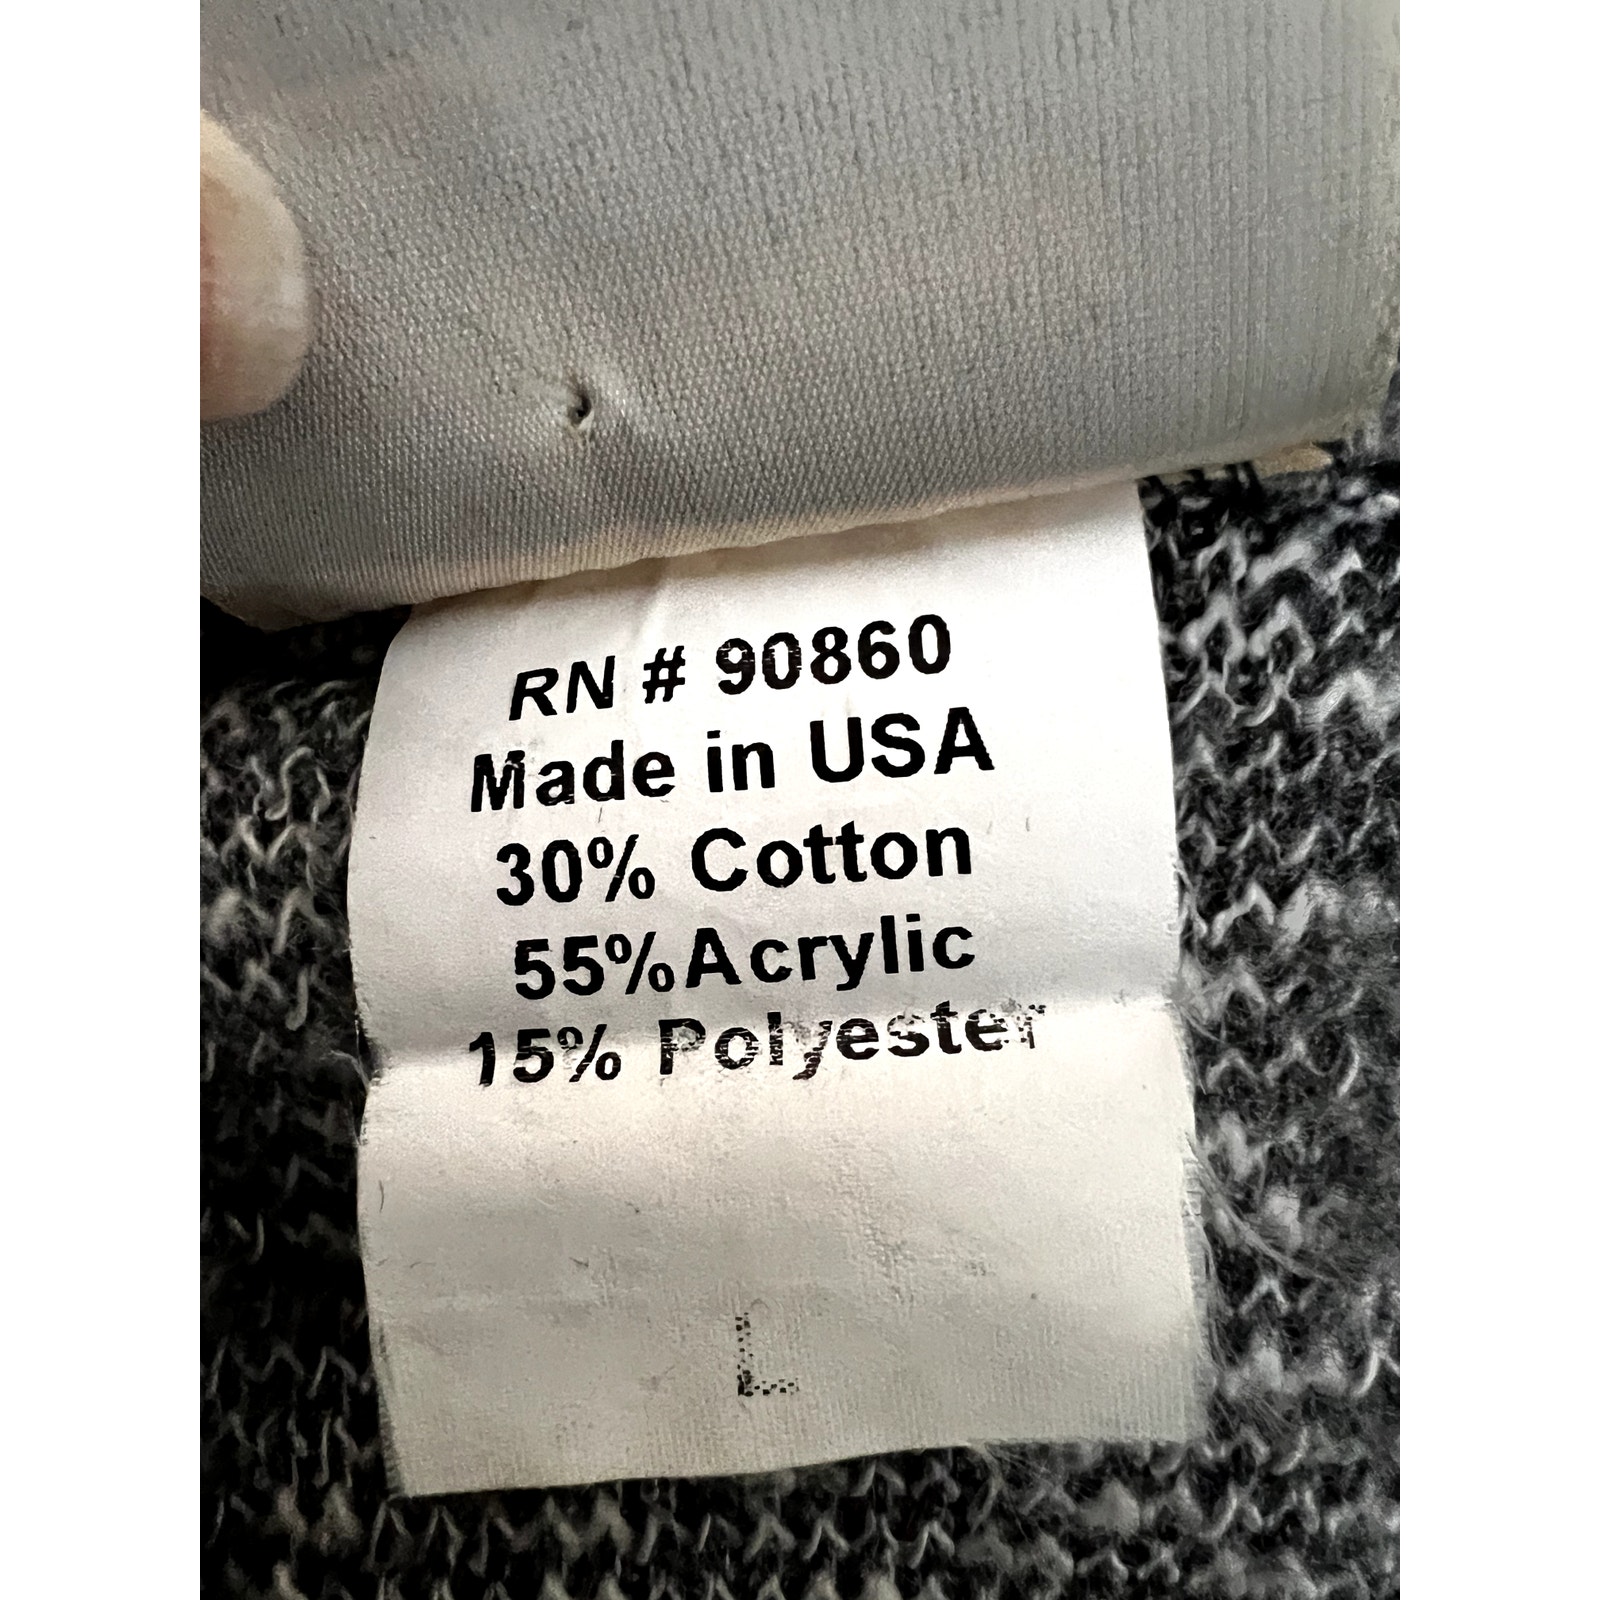 RN # 90860
Made in USA
30% Cotton
55%Acrylic
15% Polyester
L